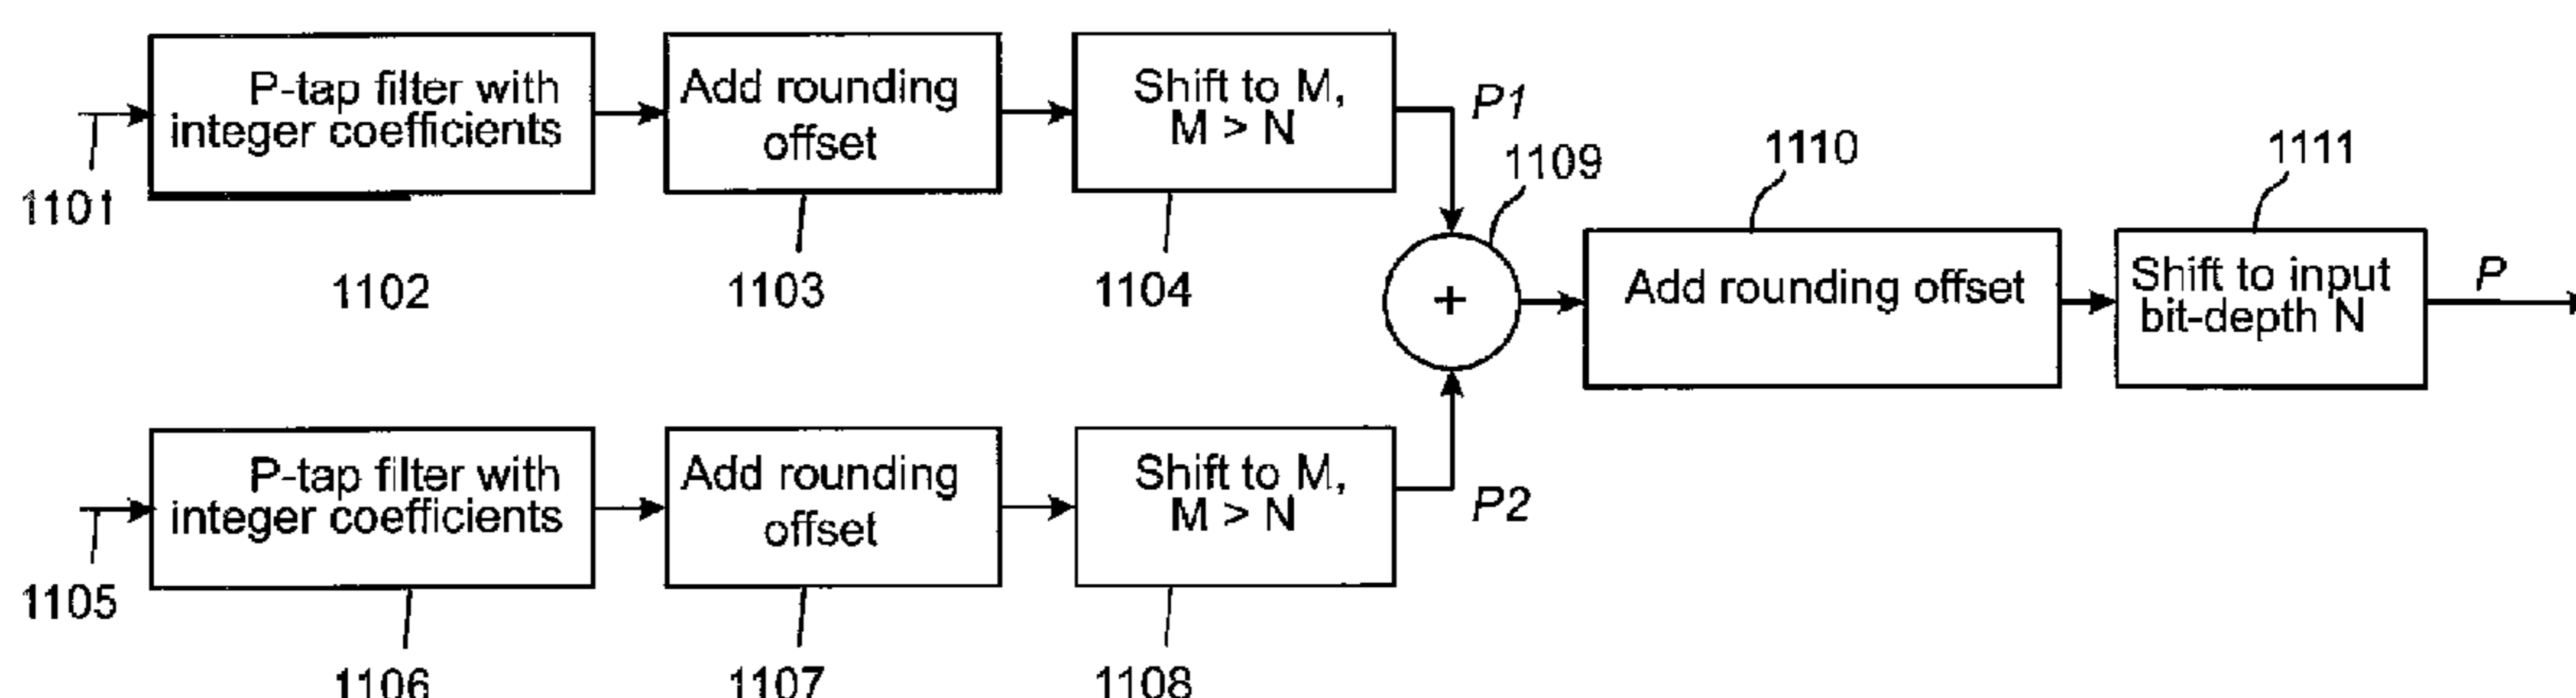 P-tap filter with
integer coefficients
Add rounding
offset
Shift to M,
M > N
P1
1101
1102
1103
1104
1109
1110
1111
+
Add rounding offset
Shift to input
bit-depth N
P
P-tap filter with
integer coefficients
Add rounding
offset
Shift to M,
M > N
P2
1105
1106
1107
1108